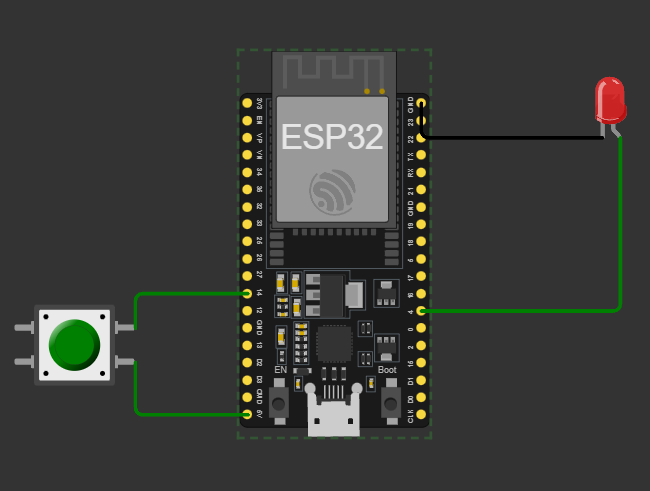 ESP32
3V3
EN
VP
VN
34
35
32
33
25
26
27
14
12
GND
13
D2
D3
CMD
5V
GND
23
22
TX
RX
21
GND
19
18
5
17
16
4
0
2
15
D1
D0
CLK
EN
Boot